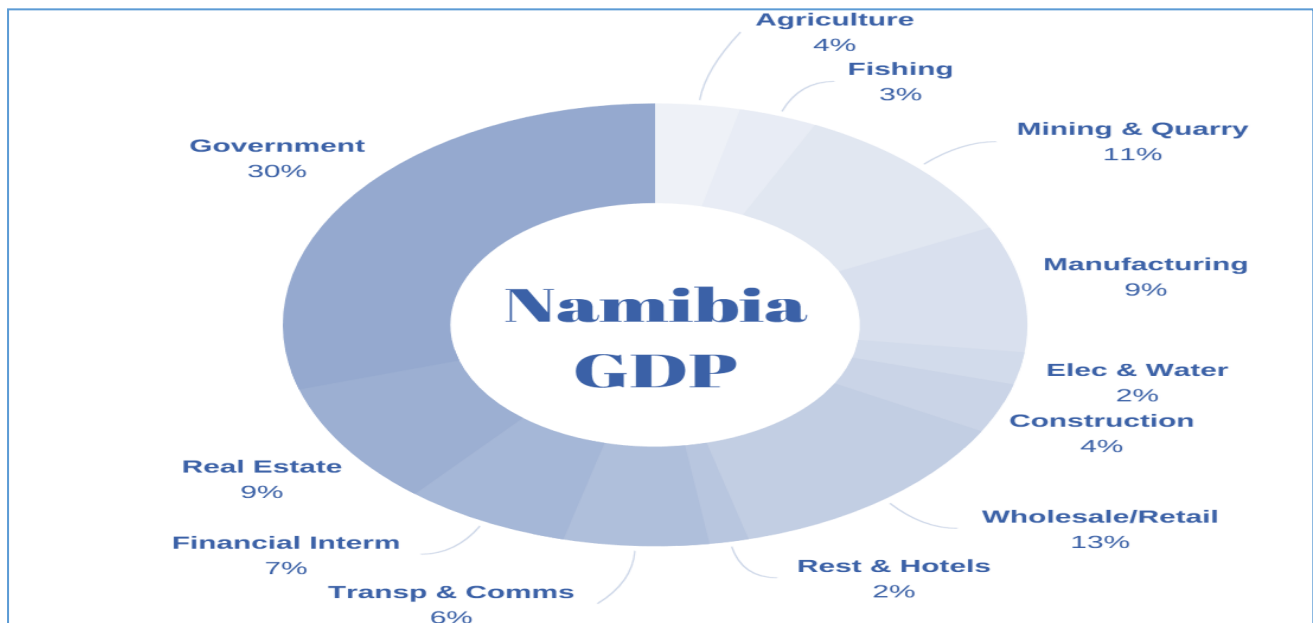 Agriculture
4%
Fishing
3%
Mining & Quarry
11%
Manufacturing
9%
Elec & Water
2%
Construction
4%
Wholesale/Retail
13%
Rest & Hotels
2%
Transp & Comms
6%
Financial Interm
7%
Real Estate
9%
Government
30%
Namibia
GDP